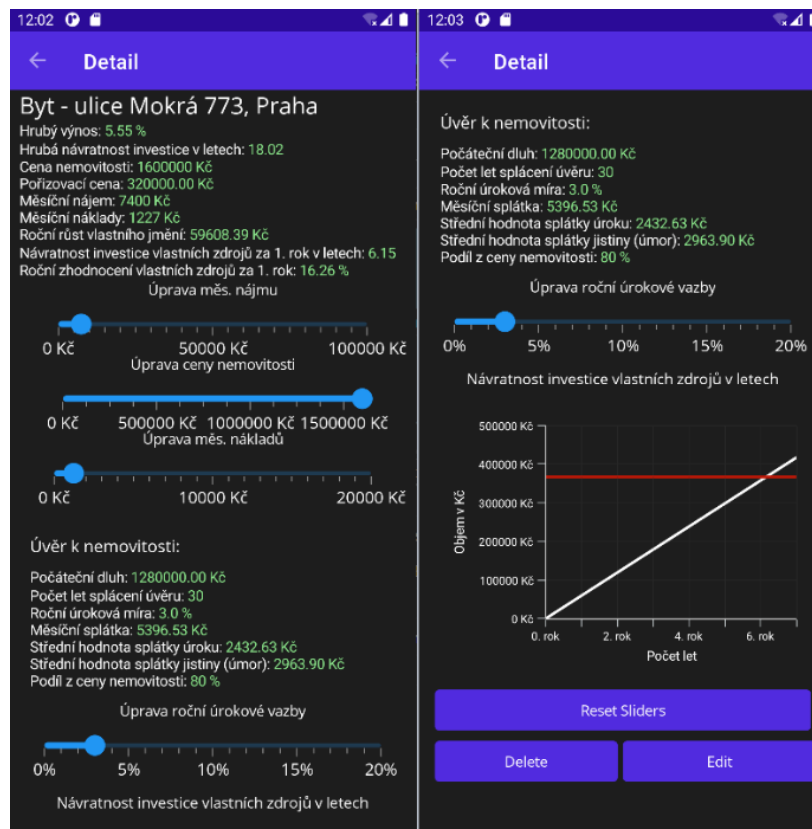 12:02
Detail
Byt - ulice Mokrá 773, Praha
Hrubý výnos: 5.55 %
Hrubá návratnost investice v letech: 18.02
Cena nemovitosti: 1600000 Kč
Pořizovací cena: 320000.00 Kč
Měsíční nájem: 7400 Kč
Měsíční náklady: 1227 Kč
Roční růst vlastního jmění: 59608.39 Kč
Návratnost investice vlastních zdrojů za 1. rok v letech: 6.15
Roční zhodnocení vlastních zdrojů za 1. rok: 16.26 %
Úprava měs. nájmu
0 Kč 50000 Kč 100000 Kč
Úprava ceny nemovitosti
0 Kč 500000 Kč 1000000 Kč 1500000 Kč
Úprava měs. nákladů
0 Kč 10000 Kč 20000 Kč
Úvěr k nemovitosti:
Počáteční dluh: 1280000.00 Kč
Počet let splácení úvěru: 30
Roční úroková míra: 3.0 %
Měsíční splátka: 5396.53 Kč
Střední hodnota splátky úroku: 2432.63 Kč
Střední hodnota splátky jistiny (úmor): 2963.90 Kč
Podíl z ceny nemovitosti: 80 %
Úprava roční úrokové vazby
0% 5% 10% 15% 20%
Návratnost investice vlastních zdrojů v letech
12:03
Detail
Úvěr k nemovitosti:
Počáteční dluh: 1280000.00 Kč
Počet let splácení úvěru: 30
Roční úroková míra: 3.0 %
Měsíční splátka: 5396.53 Kč
Střední hodnota splátky úroku: 2432.63 Kč
Střední hodnota splátky jistiny (úmor): 2963.90 Kč
Podíl z ceny nemovitosti: 80 %
Úprava roční úrokové vazby
0% 5% 10% 15% 20%
Návratnost investice vlastních zdrojů v letech
500000 Kč
400000 Kč
300000 Kč
200000 Kč
100000 Kč
0 Kč
Objem v Kč
0. rok 2. rok 4. rok 6. rok
Počet let
Reset Sliders
Delete Edit